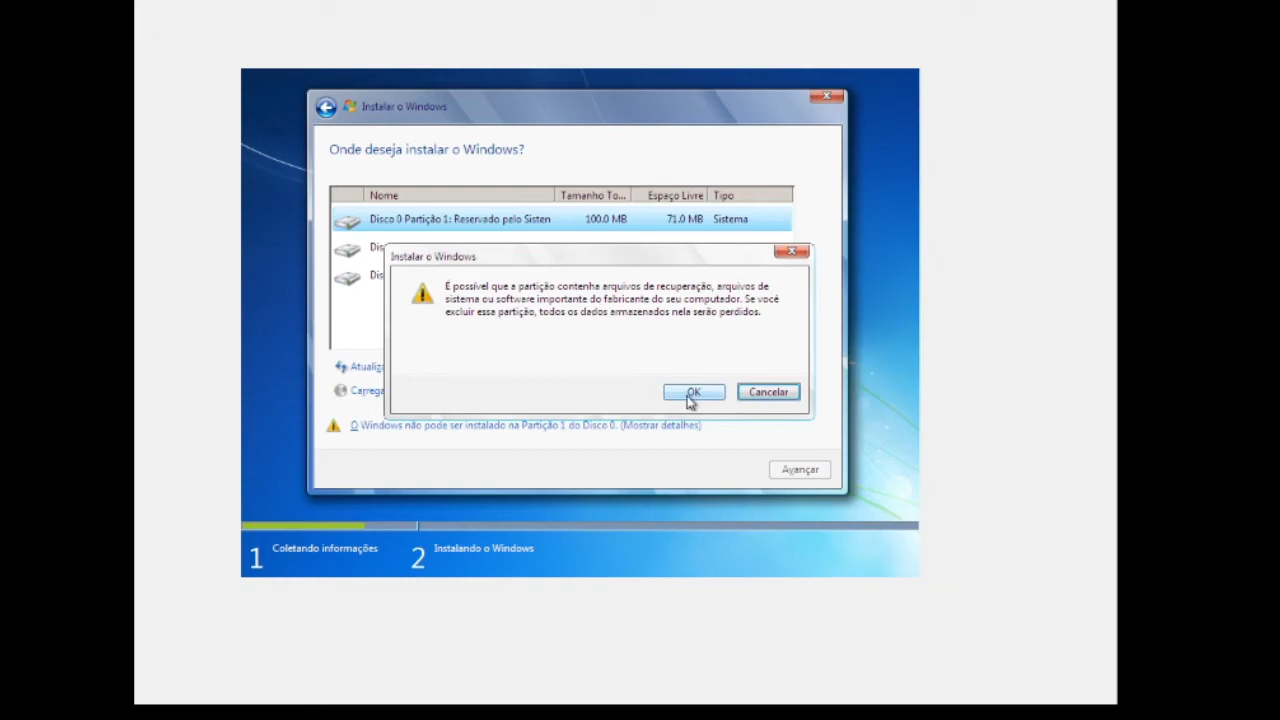 Instalar o Windows
Onde deseja instalar o Windows?
Nome Tamanho To... Espaço Livre Tipo
Disco 0 Partição 1: Reservado pelo Sisten 100.0 MB 71.0 MB Sistema
Dis
Dis
Instalar o Windows
É possível que a partição contenha arquivos de recuperação, arquivos de
sistema ou software importante do fabricante do seu computador. Se você
excluir essa partição, todos os dados armazenados nela serão perdidos.
OK Cancelar
Atualiza
Carrega
O Windows não pode ser instalado na Partição 1 do Disco 0. (Mostrar detalhes)
Avançar
1 Coletando informações 2 Instalando o Windows